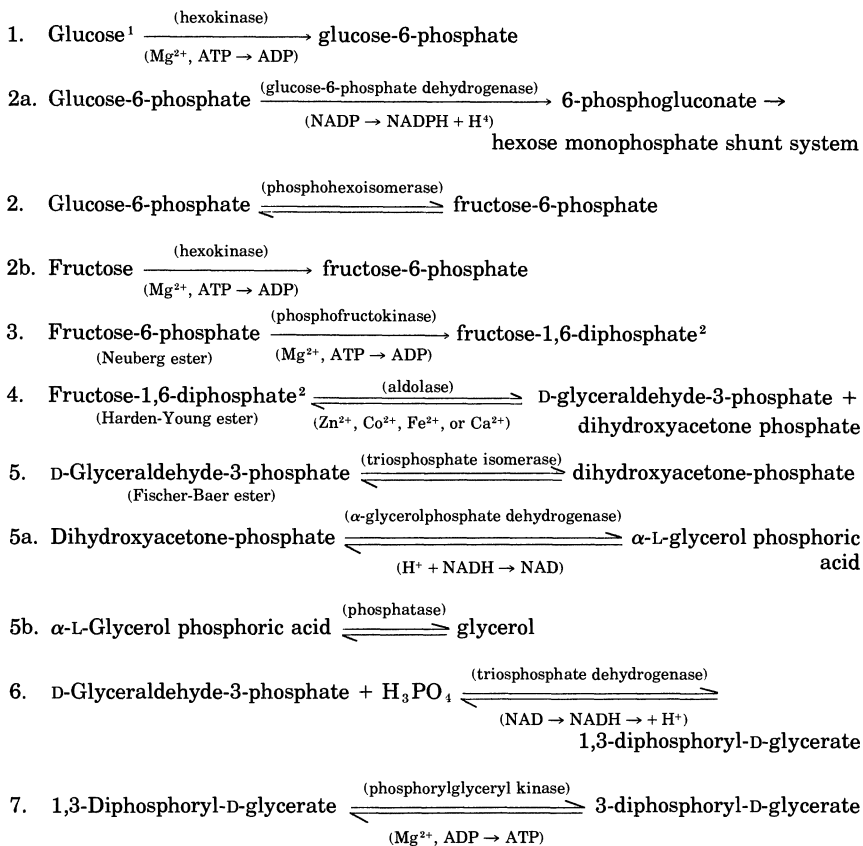 (hexokinase)
1. Glucose¹ ⟶ glucose-6-phosphate
(Mg²⁺, ATP → ADP)
(glucose-6-phosphate dehydrogenase)
2a. Glucose-6-phosphate ⟶ 6-phosphogluconate →
(NADP → NADPH + H⁴)
hexose monophosphate shunt system
(phosphohexoisomerase)
2. Glucose-6-phosphate ⇌ fructose-6-phosphate
(hexokinase)
2b. Fructose ⟶ fructose-6-phosphate
(Mg²⁺, ATP → ADP)
(phosphofructokinase)
3. Fructose-6-phosphate ⟶ fructose-1,6-diphosphate²
(Neuberg ester) (Mg²⁺, ATP → ADP)
(aldolase)
4. Fructose-1,6-diphosphate² ⇌ D-glyceraldehyde-3-phosphate +
(Harden-Young ester) (Zn²⁺, Co²⁺, Fe²⁺, or Ca²⁺) dihydroxyacetone phosphate
(triosphosphate isomerase)
5. D-Glyceraldehyde-3-phosphate ⇌ dihydroxyacetone-phosphate
(Fischer-Baer ester)
(α-glycerolphosphate dehydrogenase)
5a. Dihydroxyacetone-phosphate ⇌ α-L-glycerol phosphoric
(H⁺ + NADH → NAD) acid
(phosphatase)
5b. α-L-Glycerol phosphoric acid ⇌ glycerol
(triosphosphate dehydrogenase)
6. D-Glyceraldehyde-3-phosphate + H₃PO₄ ⇌
(NAD → NADH → + H⁺)
1,3-diphosphoryl-D-glycerate
(phosphorylglyceryl kinase)
7. 1,3-Diphosphoryl-D-glycerate ⇌ 3-diphosphoryl-D-glycerate
(Mg²⁺, ADP → ATP)